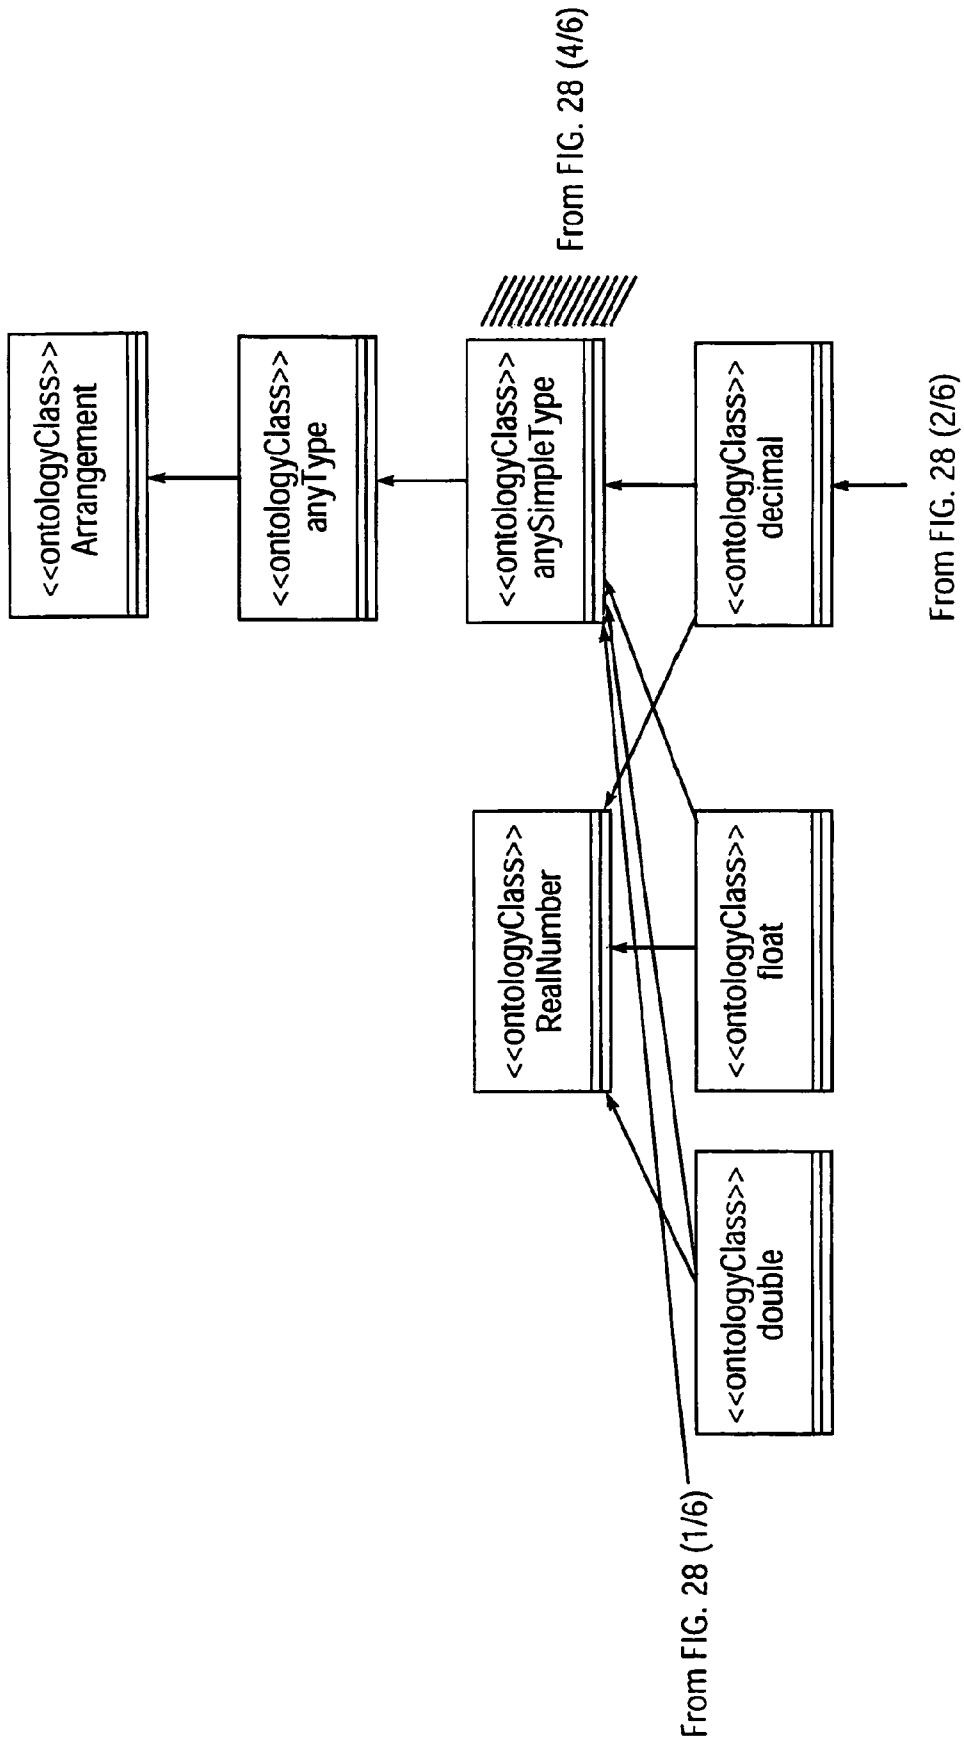 <<ontologyClass>>
Arrangement
<<ontologyClass>>
anyType
<<ontologyClass>>
RealNumber
<<ontologyClass>>
anySimpleType
From FIG. 28 (4/6)
From FIG. 28 (1/6)
<<ontologyClass>>
double
<<ontologyClass>>
float
<<ontologyClass>>
decimal
From FIG. 28 (2/6)